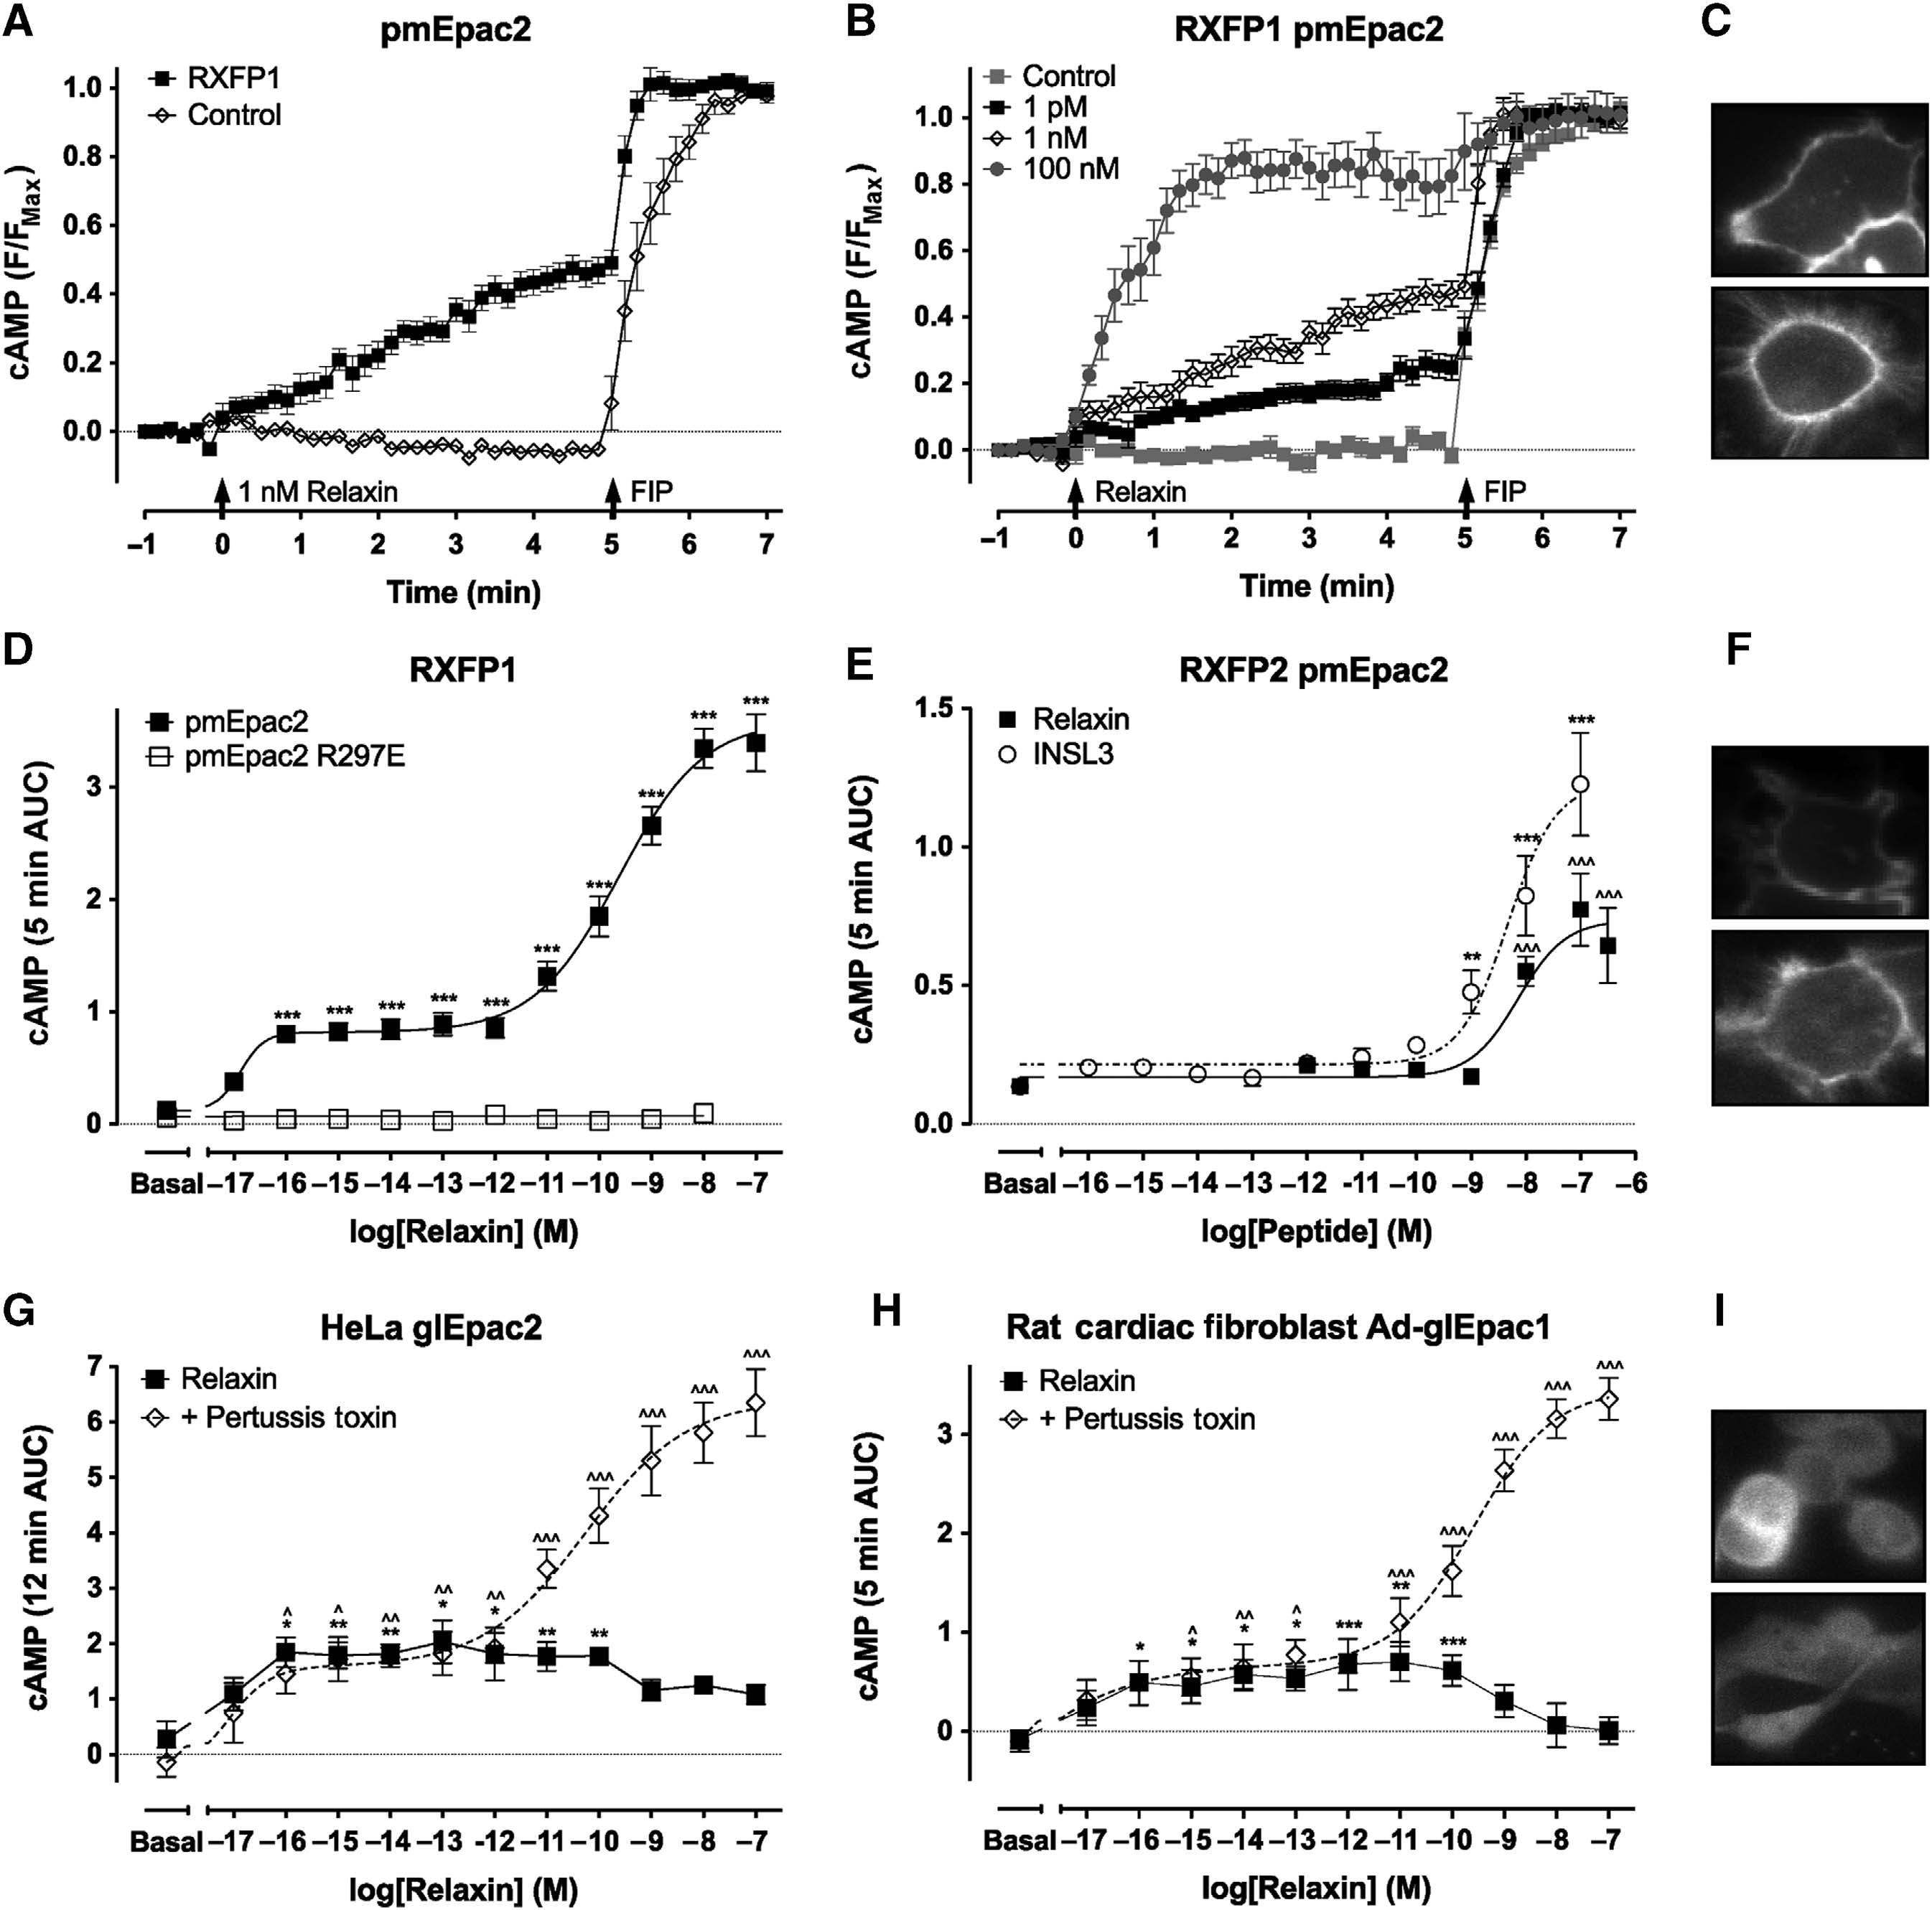 A
pmEpac2
RXFP1
Control
cAMP (F/FMax)
1.0
0.8
0.6
0.4
0.2
0.0
1 nM Relaxin
FIP
–1 0 1 2 3 4 5 6 7
Time (min)
B
RXFP1 pmEpac2
Control
1 pM
1 nM
100 nM
cAMP (F/FMax)
1.0
0.8
0.6
0.4
0.2
0.0
Relaxin
FIP
–1 0 1 2 3 4 5 6 7
Time (min)
C
D
RXFP1
pmEpac2
pmEpac2 R297E
cAMP (5 min AUC)
3
2
1
0
*** *** *** *** *** *** *** *** *** ***
Basal –17 –16 –15 –14 –13 –12 –11 –10 –9 –8 –7
log[Relaxin] (M)
E
RXFP2 pmEpac2
Relaxin
INSL3
cAMP (5 min AUC)
1.5
1.0
0.5
0.0
** *** ***
^^^ ^^^ ^^^
Basal –16 –15 –14 –13 –12 -11 –10 –9 –8 –7 –6
log[Peptide] (M)
F
G
HeLa glEpac2
Relaxin
+ Pertussis toxin
cAMP (12 min AUC)
7
6
5
4
3
2
1
0
^ ^ ^^ ^^ ^^ ^^^ ^^^ ^^^ ^^^ ^^^
* ** ** * * ** **
Basal –17 –16 –15 –14 –13 -12 –11 –10 –9 –8 –7
log[Relaxin] (M)
H
Rat cardiac fibroblast Ad-glEpac1
Relaxin
+ Pertussis toxin
cAMP (5 min AUC)
3
2
1
0
^ ^^ ^ ^^^ ^^^ ^^^ ^^^ ^^^
* * * * *** ** ***
Basal –17 –16 –15 –14 –13 –12 –11 –10 –9 –8 –7
log[Relaxin] (M)
I